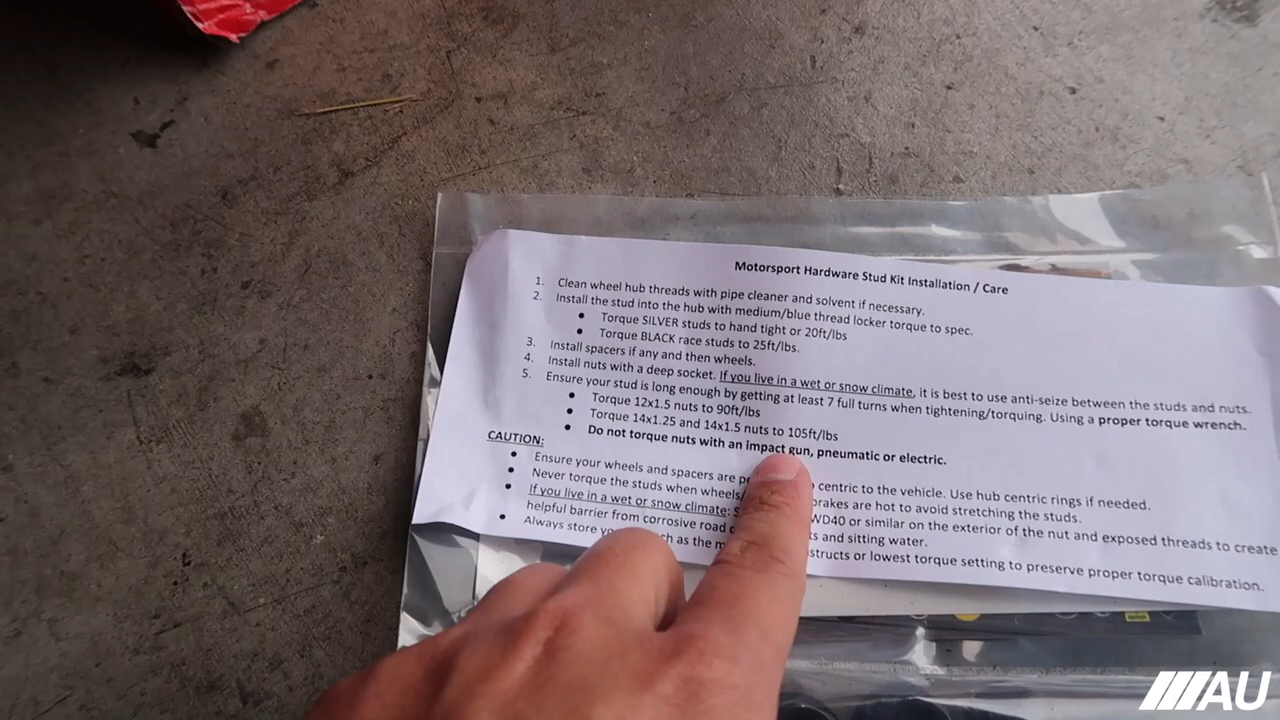 Motorsport Hardware Stud Kit Installation / Care
1. Clean wheel hub threads with pipe cleaner and solvent if necessary.
2. Install the stud into the hub with medium/blue thread locker torque to spec.
• Torque SILVER studs to hand tight or 20ft/lbs
• Torque BLACK race studs to 25ft/lbs.
3. Install spacers if any and then wheels.
4. Install nuts with a deep socket. If you live in a wet or snow climate, it is best to use anti-seize between the studs and nuts.
5. Ensure your stud is long enough by getting at least 7 full turns when tightening/torquing. Using a proper torque wrench.
• Torque 12x1.5 nuts to 90ft/lbs
• Torque 14x1.25 and 14x1.5 nuts to 105ft/lbs
• Do not torque nuts with an impact gun, pneumatic or electric.
CAUTION:
• Ensure your wheels and spacers are centric to the vehicle. Use hub centric rings if needed.
• Never torque the studs when wheels/ brakes are hot to avoid stretching the studs.
• If you live in a wet or snow climate: WD40 or similar on the exterior of the nut and exposed threads to create
helpful barrier from corrosive road and sitting water.
• Always store as the or lowest torque setting to preserve proper torque calibration.
AU